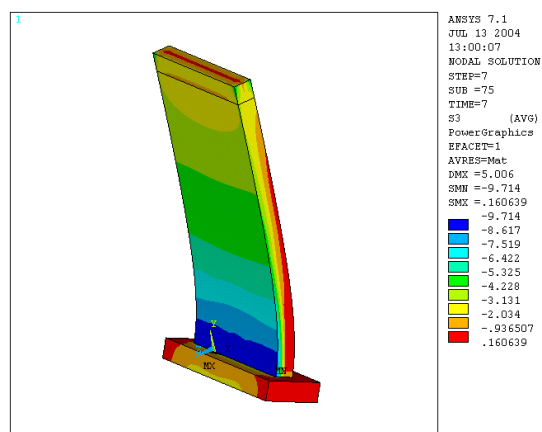 1
ANSYS 7.1
JUL 13 2004
13:00:07
NODAL SOLUTION
STEP=7
SUB =75
TIME=7
S3 (AVG)
PowerGraphics
EFACET=1
AVRES=Mat
DMX =5.006
SMN =-9.714
SMX =.160639
-9.714
-8.617
-7.519
-6.422
-5.325
-4.228
-3.131
-2.034
-.936507
.160639
Y
MX
MN